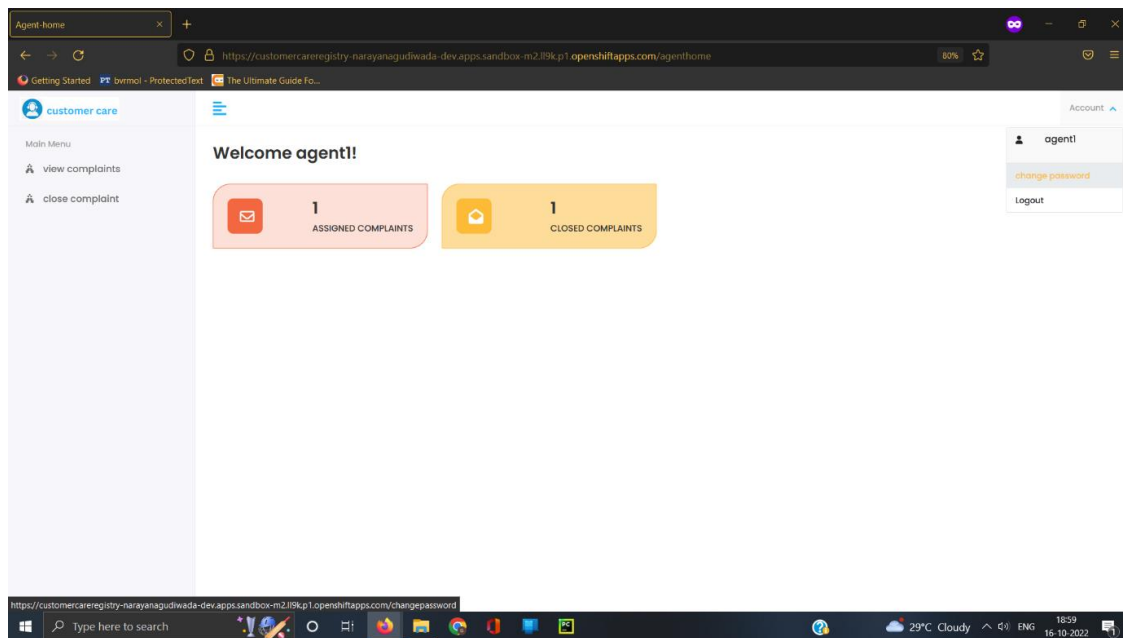 Agent-home
https://customercareregistry-narayanagudiwada-dev.apps.sandbox-m2.ll9k.p1.openshiftapps.com/agenthome
80%
Getting Started PT bvrmol - ProtectedText The Ultimate Guide Fo...
customer care
Account
Main Menu
view complaints
close complaint
Welcome agent1!
1
ASSIGNED COMPLAINTS
1
CLOSED COMPLAINTS
agent1
change password
Logout
https://customercareregistry-narayanagudiwada-dev.apps.sandbox-m2.ll9k.p1.openshiftapps.com/changepassword
Type here to search
PC
29°C Cloudy
ENG
18:59
16-10-2022
1